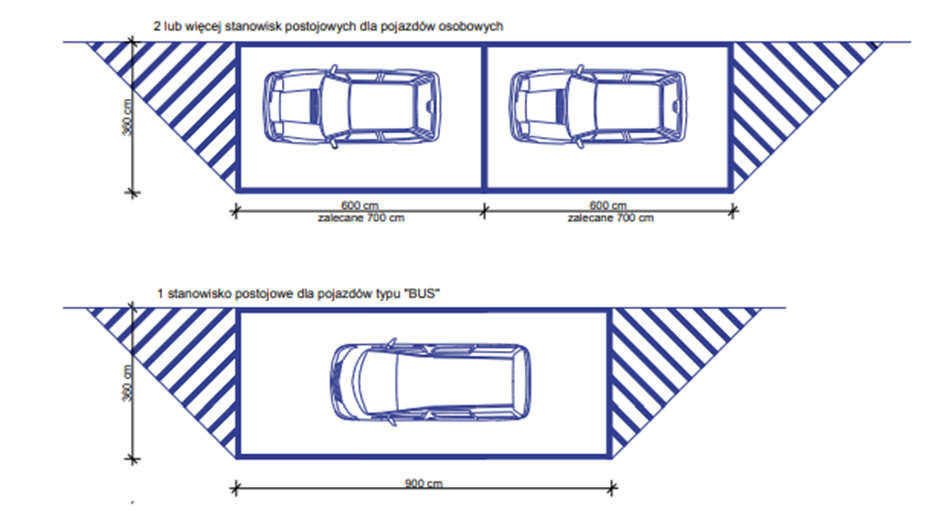 2 lub więcej stanowisk postojowych dla pojazdów osobowych
360 cm
600 cm
zalecane 700 cm
600 cm
zalecane 700 cm
1 stanowisko postojowe dla pojazdów typu "BUS"
360 cm
900 cm